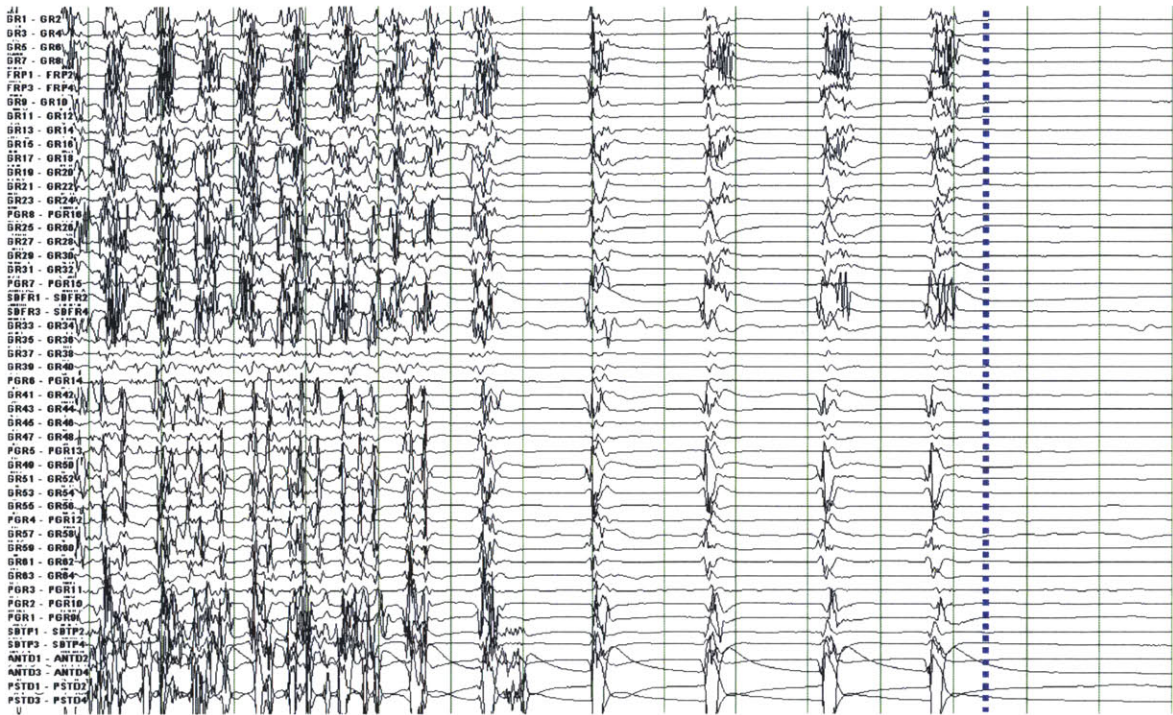 GR1 - GR2
GR3 - GR4
GR5 - GR6
GR7 - GR8
FRP1 - FRP2
FRP3 - FRP4
GR9 - GR10
GR11 - GR12
GR13 - GR14
GR15 - GR16
GR17 - GR18
GR19 - GR20
GR21 - GR22
GR23 - GR24
PGR8 - PGR16
GR25 - GR26
GR27 - GR28
GR29 - GR30
GR31 - GR32
PGR7 - PGR15
SBFR1 - SBFR2
SBFR3 - SBFR4
GR33 - GR34
GR35 - GR36
GR37 - GR38
GR39 - GR40
PGR6 - PGR14
GR41 - GR42
GR43 - GR44
GR45 - GR46
GR47 - GR48
PGR5 - PGR13
GR49 - GR50
GR51 - GR52
GR53 - GR54
GR55 - GR56
PGR4 - PGR12
GR57 - GR58
GR59 - GR60
GR61 - GR62
GR63 - GR64
PGR3 - PGR11
PGR2 - PGR10
PGR1 - PGR9
SBTP1 - SBTP2
SBTP3 - SBTP4
ANTD1 - ANTD2
ANTD3 - ANTD4
PSTD1 - PSTD2
PSTD3 - PSTD4